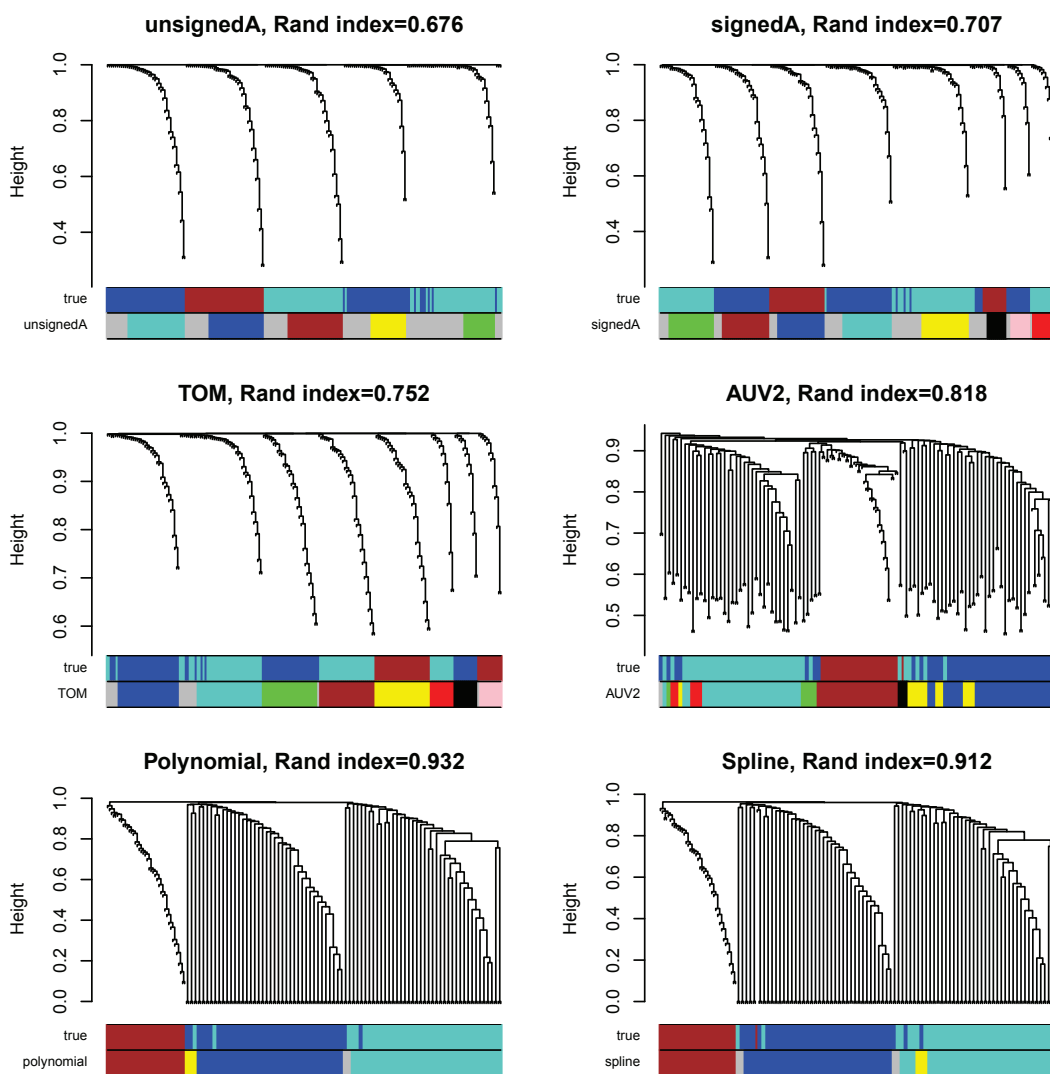 unsignedA, Rand index=0.676
Height
1.0
0.8
0.6
0.4
true
unsignedA
signedA, Rand index=0.707
Height
1.0
0.8
0.6
0.4
true
signedA
TOM, Rand index=0.752
Height
1.0
0.9
0.8
0.7
0.6
true
TOM
AUV2, Rand index=0.818
Height
0.9
0.8
0.7
0.6
0.5
true
AUV2
Polynomial, Rand index=0.932
Height
1.0
0.8
0.6
0.4
0.2
0.0
true
polynomial
Spline, Rand index=0.912
Height
1.0
0.8
0.6
0.4
0.2
0.0
true
spline